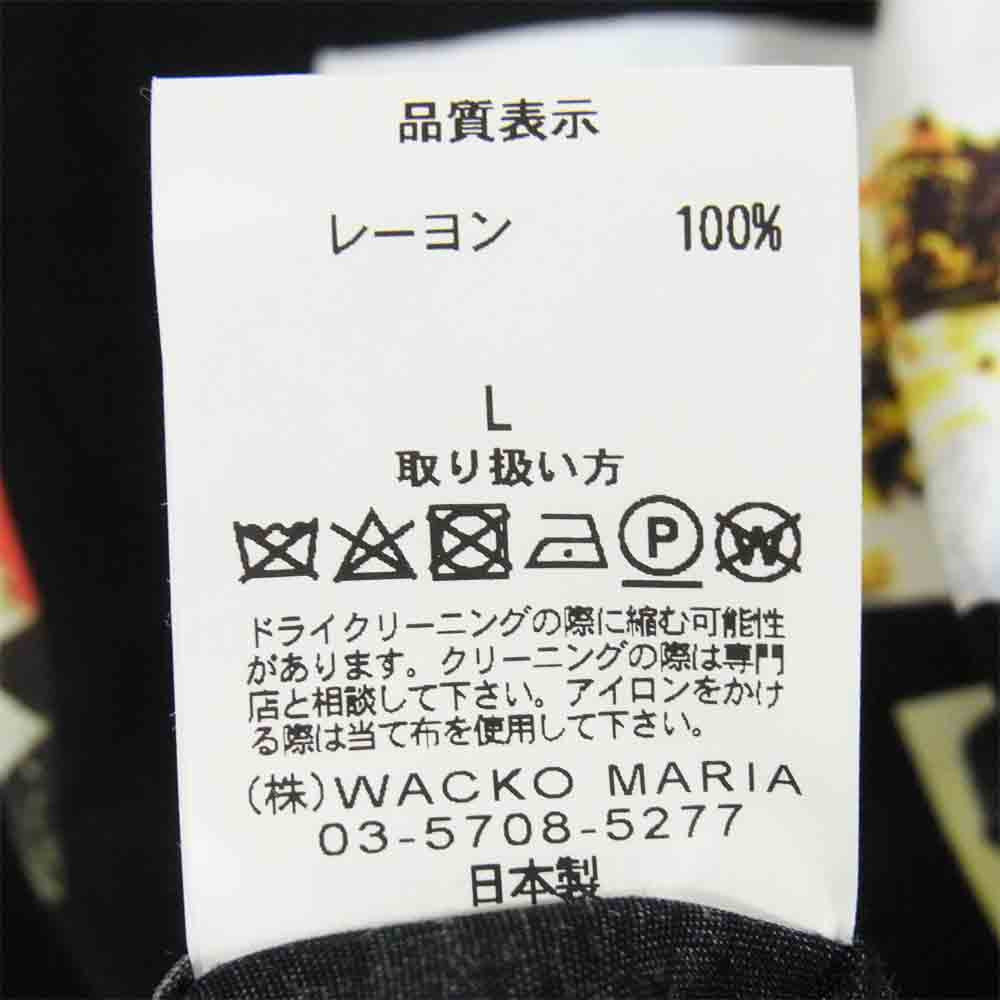 品質表示
レーヨン 100%
L
取り扱い方
P W
ドライクリーニングの際に縮む可能性
があります。クリーニングの際は専門
店と相談して下さい。アイロンをかけ
る際は当て布を使用して下さい。
(株)WACKO MARIA
03-5708-5277
日本製